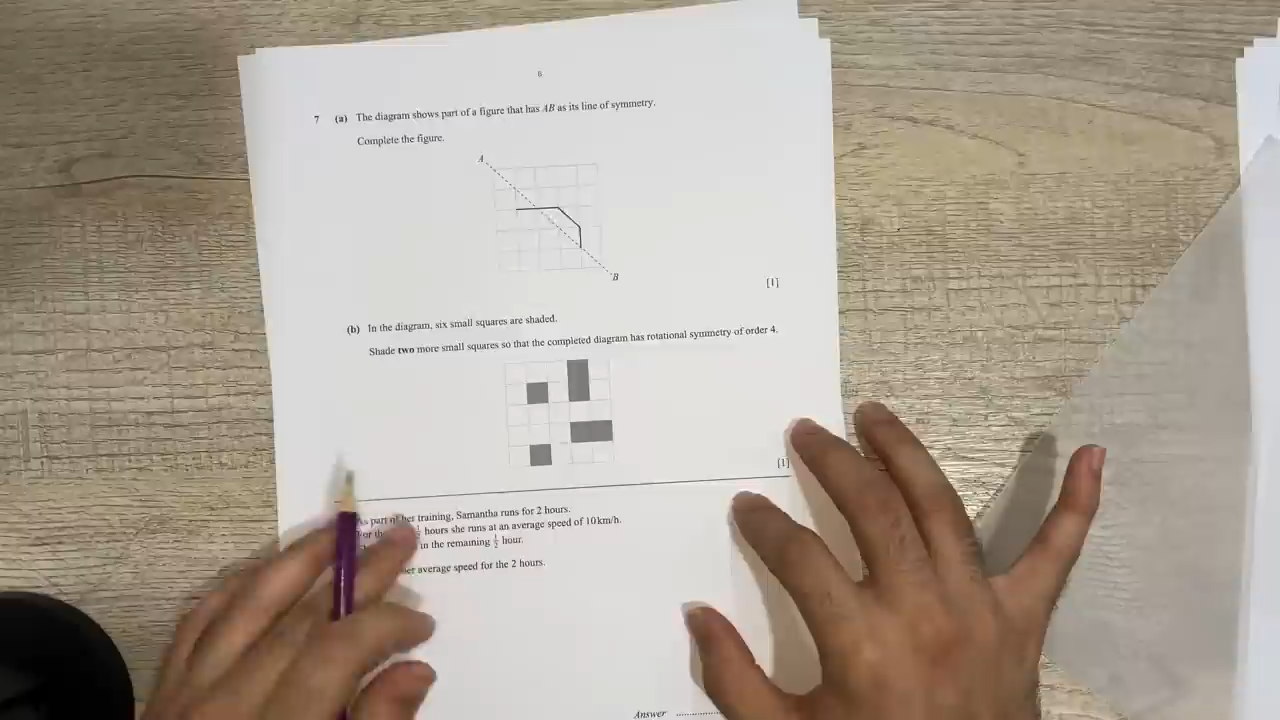 6
7 (a) The diagram shows part of a figure that has AB as its line of symmetry.
Complete the figure.
A
B
[1]
(b) In the diagram, six small squares are shaded.
Shade two more small squares so that the completed diagram has rotational symmetry of order 4.
[1]
As part of her training, Samantha runs for 2 hours.
hours she runs at an average speed of 10 km/h.
in the remaining 1/2 hour.
average speed for the 2 hours.
Answer ..............